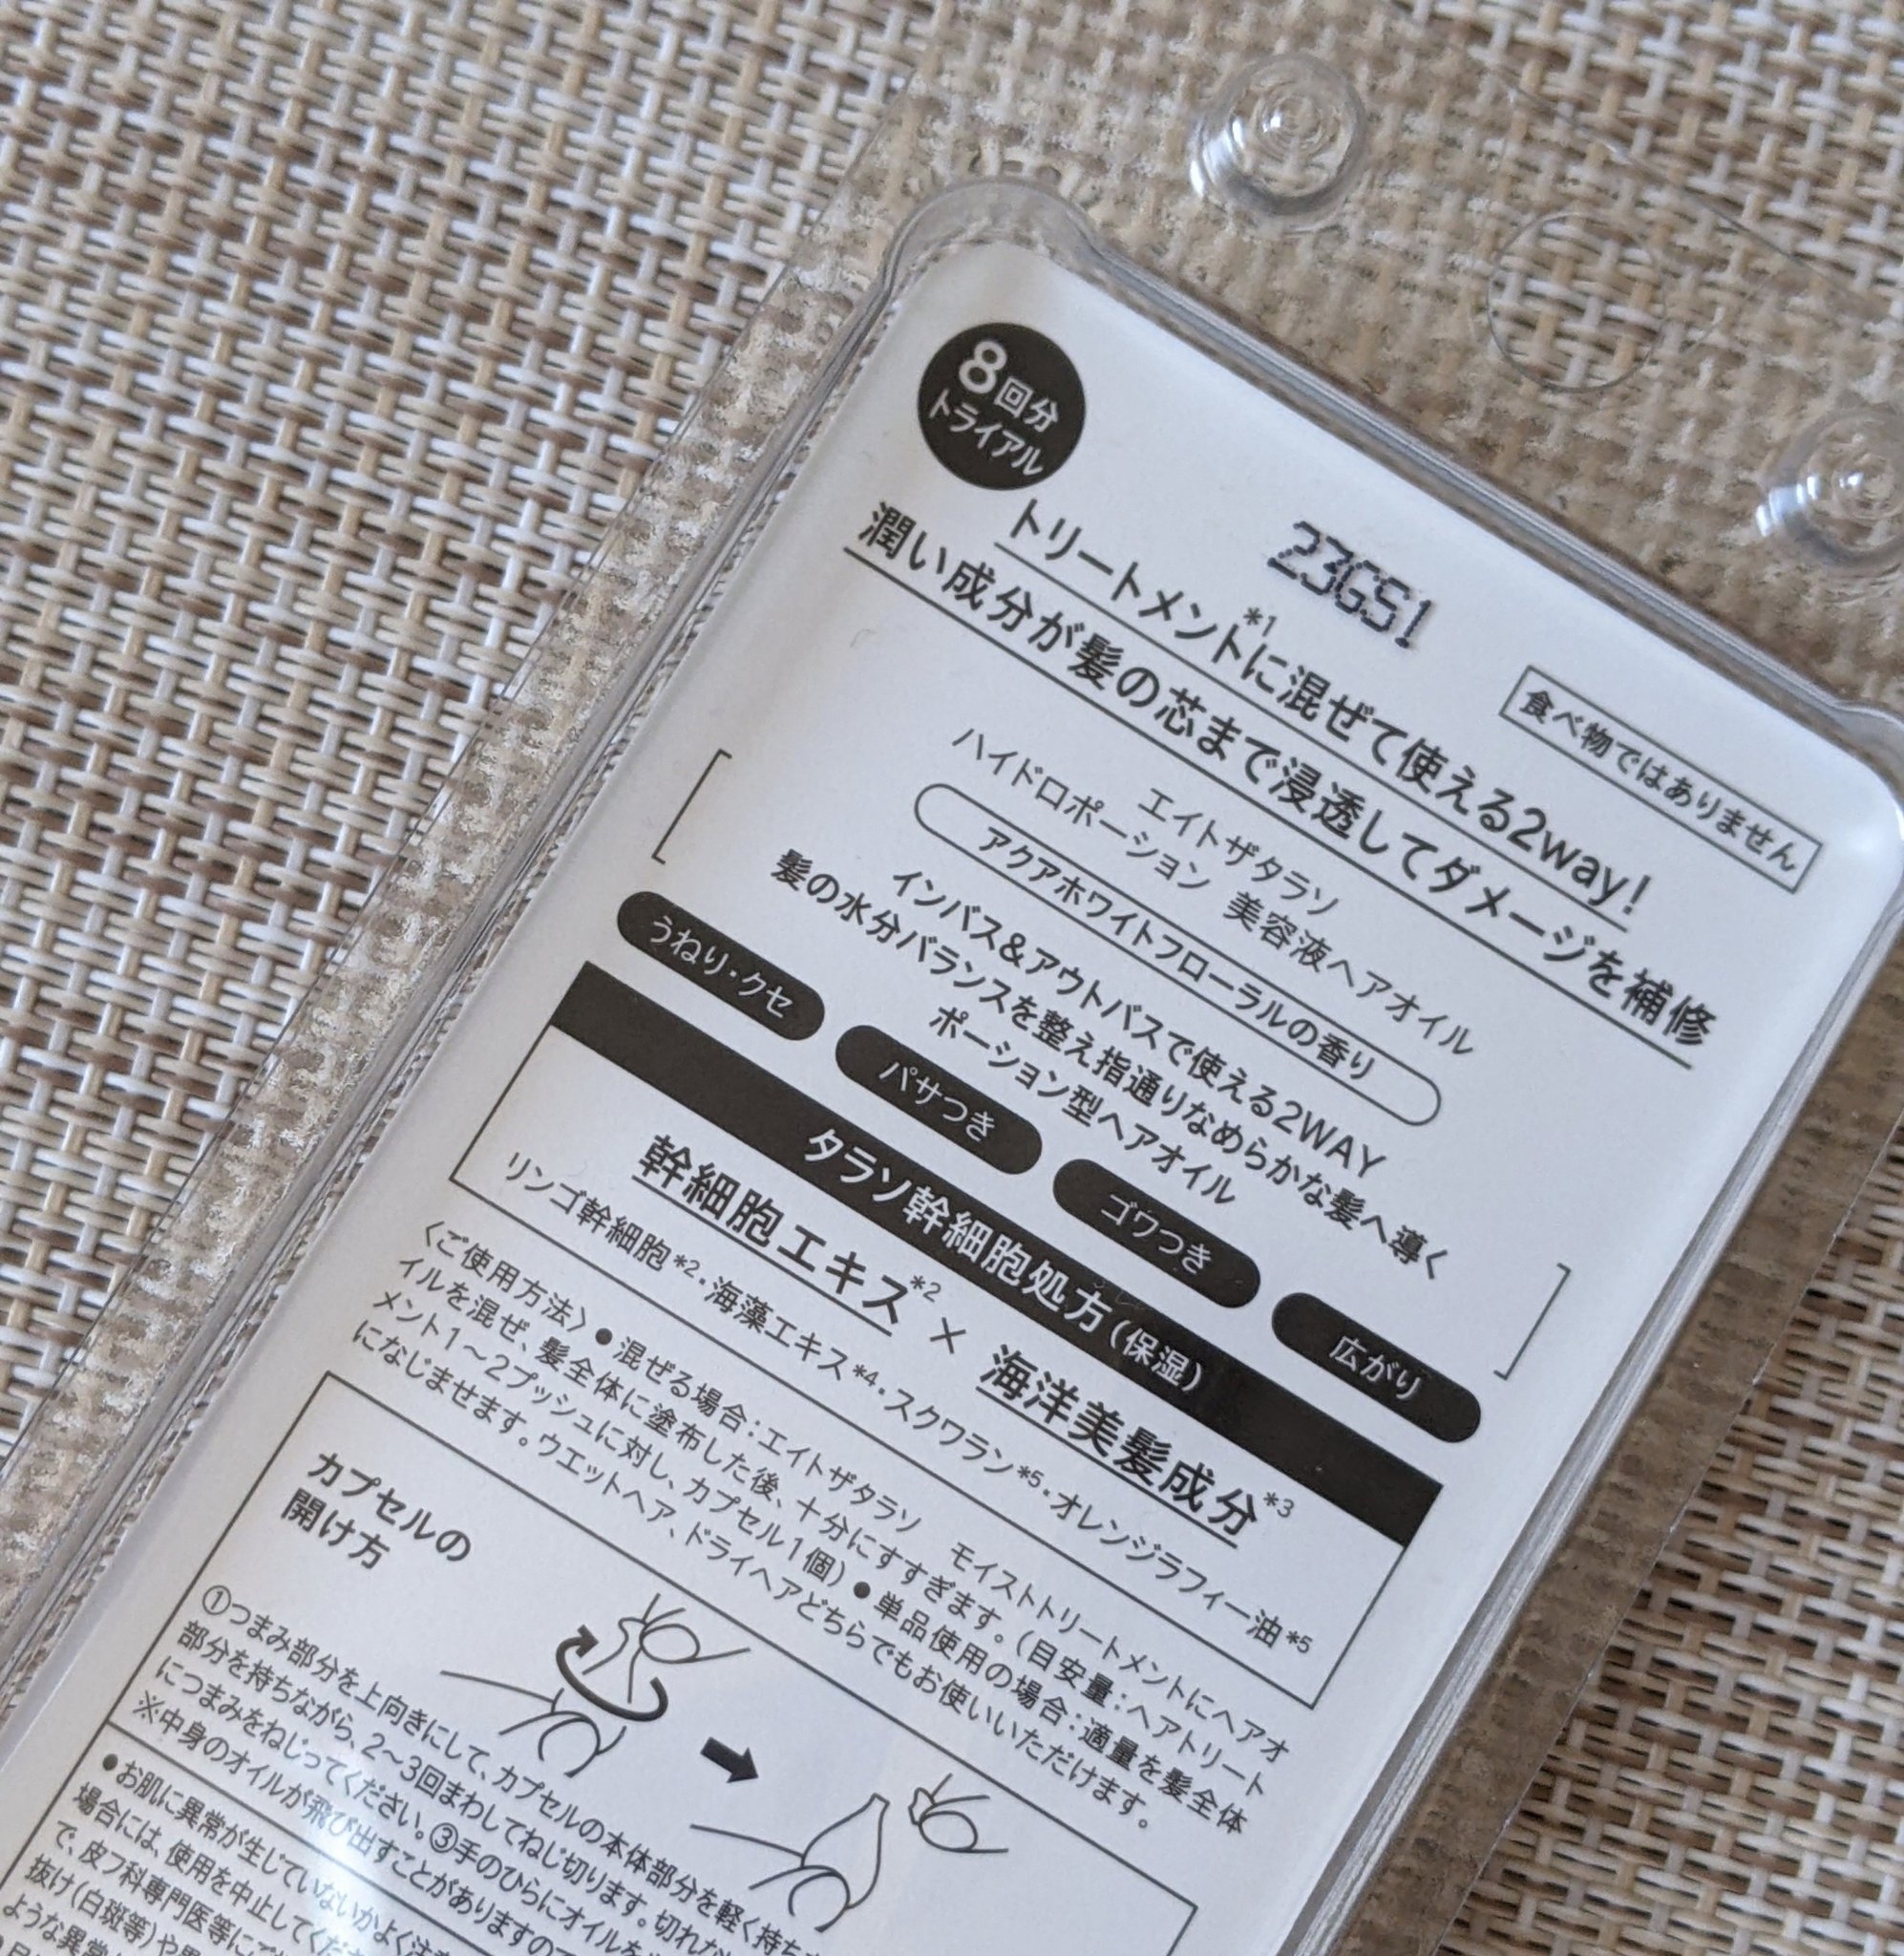 8回分
トライアル
23GS1
食べ物ではありません
トリートメント*1に混ぜて使える2way!
潤い成分が髪の芯まで浸透してダメージを補修
エイトザタラソ
ハイドロポーション 美容液ヘアオイル
アクアホワイトフローラルの香り
インバス&アウトバスで使える2WAY
髪の水分バランスを整え指通りなめらかな髪へ導く
ポーション型ヘアオイル
うねり・クセ
パサつき
ゴワつき
広がり
タラソ幹細胞処方(保湿)
幹細胞エキス*2 × 海洋美髪成分*3
リンゴ幹細胞*2・海藻エキス*4・スクワラン*5・オレンジラフィー油*5
〈ご使用方法〉●混ぜる場合:エイトザタラソ モイストトリートメントにヘアオ
イルを混ぜ、髪全体に塗布した後、十分にすすぎます。(目安量:ヘアトリート
メント1〜2プッシュに対し、カプセル1個)●単品使用の場合:適量を髪全体
になじませます。ウエットヘア、ドライヘアどちらでもお使いいただけます。
カプセルの
開け方
①つまみ部分を上向きにして、カプセルの本体部分を軽く持ち
部分を持ちながら、2〜3回まわしてねじ切ります。切れな
につまみをねじってください。③手のひらにオイルを
※中身のオイルが飛び出すことがありますので
●お肌に異常が生じていないかよく注
場合には、使用を中止してくだ
で、皮フ科専門医等にご
抜け(白斑等)や
ような異常